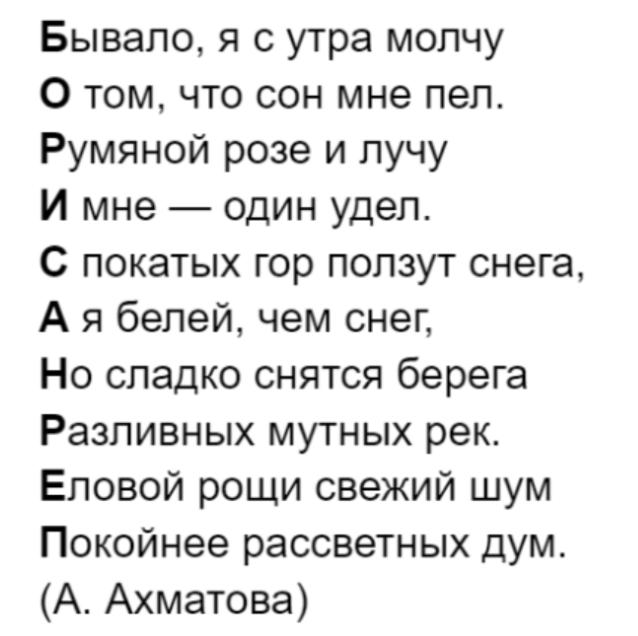 Бывало, я с утра молчу
О том, что сон мне пел.
Румяной розе и лучу
И мне — один удел.
С покатых гор ползут снега,
А я белей, чем снег,
Но сладко снятся берега
Разливных мутных рек.
Еловой рощи свежий шум
Покойнее рассветных дум.
(А. Ахматова)